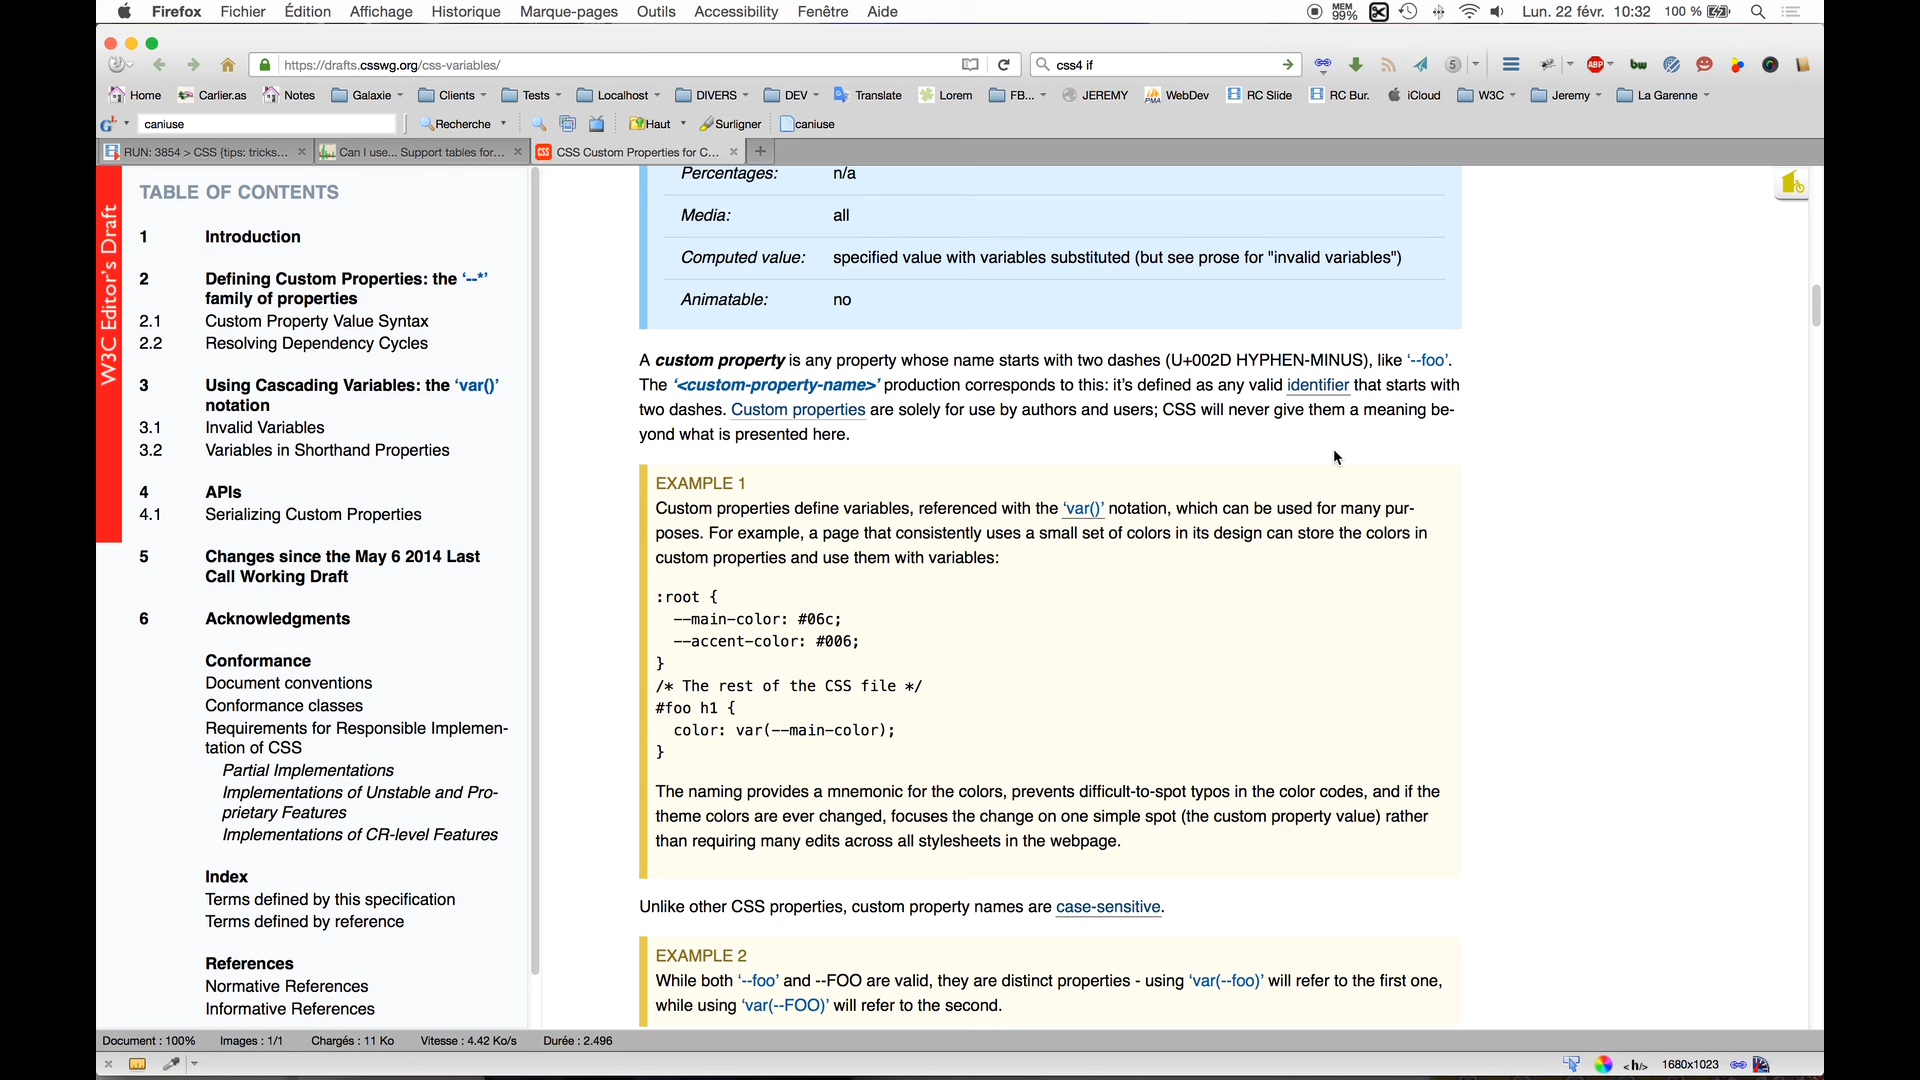 Firefox Fichier Édition Affichage Historique Marque-pages Outils Accessibility Fenêtre Aide MEM 99% Lun. 22 févr. 10:32 100 %
https://drafts.csswg.org/css-variables/ css4 if 5 ABP bw
Home Carlier.as Notes Galaxie Clients Tests Localhost DIVERS DEV Translate Lorem FB... JEREMY PMA WebDev RC Slide RC Bur. iCloud W3C Jeremy La Garenne
caniuse Recherche Haut Surligner caniuse
RUN: 3854 > CSS {tips: tricks... Can I use... Support tables for... CSS CSS Custom Properties for C...
W3C Editor's Draft
TABLE OF CONTENTS
1 Introduction
2 Defining Custom Properties: the ‘--*’
family of properties
2.1 Custom Property Value Syntax
2.2 Resolving Dependency Cycles
3 Using Cascading Variables: the ‘var()’
notation
3.1 Invalid Variables
3.2 Variables in Shorthand Properties
4 APIs
4.1 Serializing Custom Properties
5 Changes since the May 6 2014 Last
Call Working Draft
6 Acknowledgments
Conformance
Document conventions
Conformance classes
Requirements for Responsible Implemen-
tation of CSS
Partial Implementations
Implementations of Unstable and Pro-
prietary Features
Implementations of CR-level Features
Index
Terms defined by this specification
Terms defined by reference
References
Normative References
Informative References
Percentages: n/a
Media: all
Computed value: specified value with variables substituted (but see prose for "invalid variables")
Animatable: no
A custom property is any property whose name starts with two dashes (U+002D HYPHEN-MINUS), like ‘--foo’.
The ‘<custom-property-name>’ production corresponds to this: it’s defined as any valid identifier that starts with
two dashes. Custom properties are solely for use by authors and users; CSS will never give them a meaning be-
yond what is presented here.
EXAMPLE 1
Custom properties define variables, referenced with the ‘var()’ notation, which can be used for many pur-
poses. For example, a page that consistently uses a small set of colors in its design can store the colors in
custom properties and use them with variables:
:root {
--main-color: #06c;
--accent-color: #006;
}
/* The rest of the CSS file */
#foo h1 {
color: var(--main-color);
}
The naming provides a mnemonic for the colors, prevents difficult-to-spot typos in the color codes, and if the
theme colors are ever changed, focuses the change on one simple spot (the custom property value) rather
than requiring many edits across all stylesheets in the webpage.
Unlike other CSS properties, custom property names are case-sensitive.
EXAMPLE 2
While both ‘--foo’ and --FOO are valid, they are distinct properties - using ‘var(--foo)’ will refer to the first one,
while using ‘var(--FOO)’ will refer to the second.
Document : 100% Images : 1/1 Chargés : 11 Ko Vitesse : 4.42 Ko/s Durée : 2.496
<h/> 1680x1023